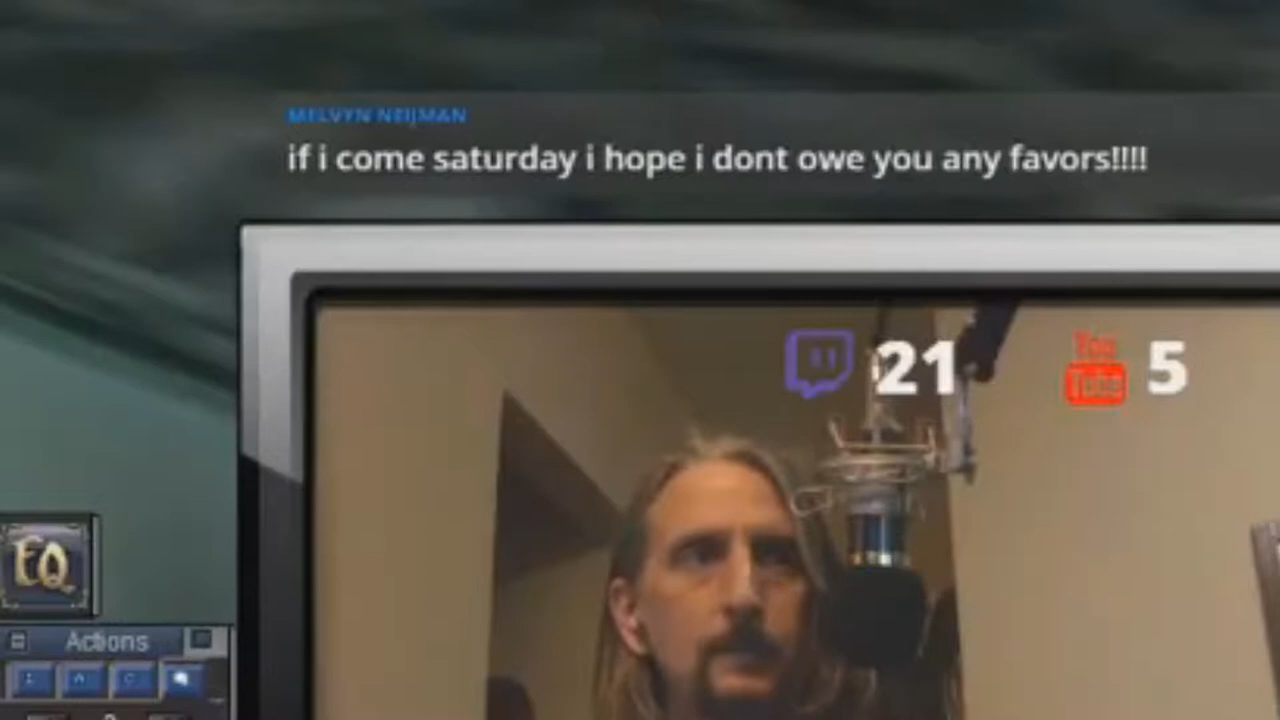 MELVYN NEIJMAN
if i come saturday i hope i dont owe you any favors!!!!
21
You
Tube
5
EQ
Actions